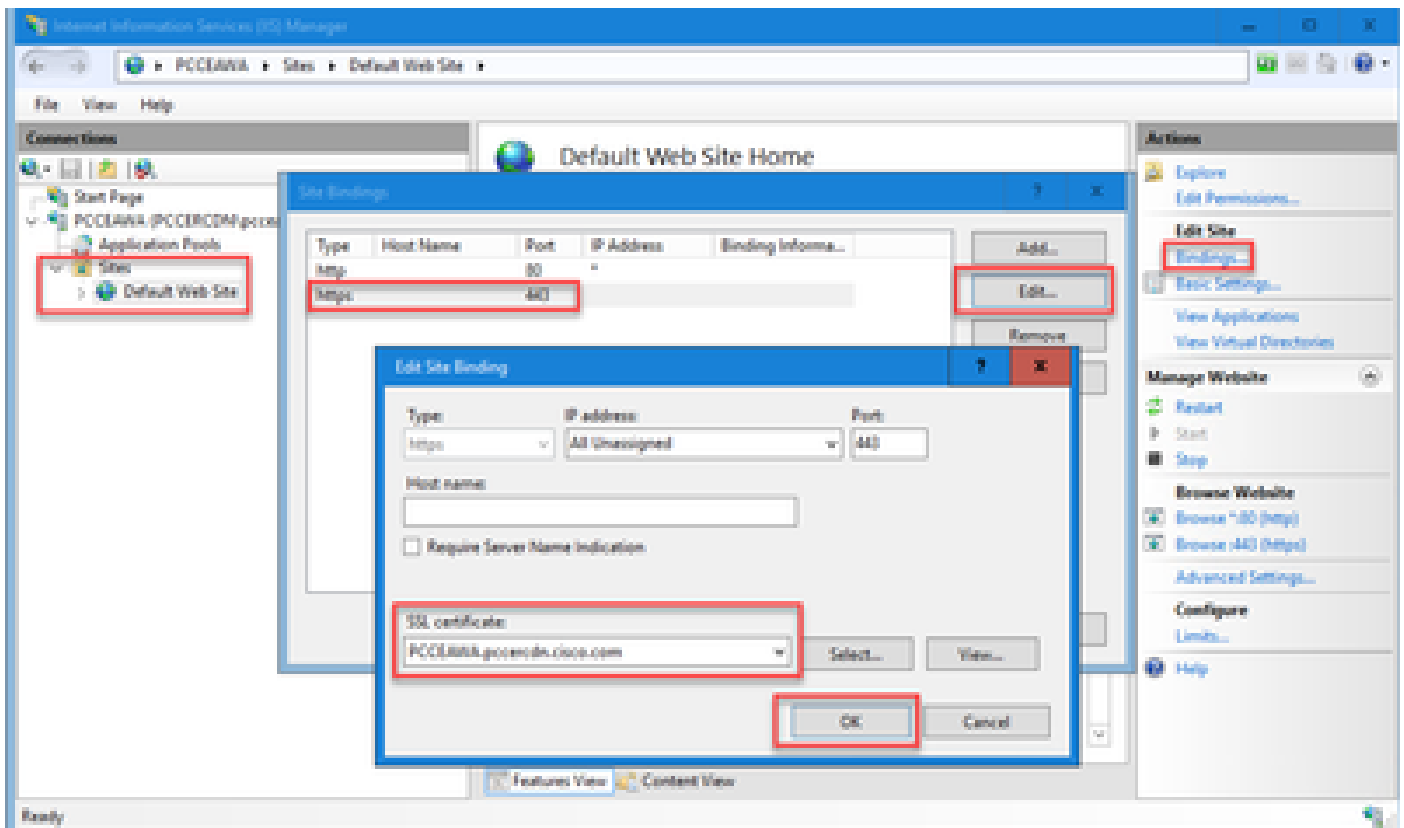 Internet Information Services (IIS) Manager
PCCEAWA Sites Default Web Site
File View Help
Connections
Start Page
PCCEAWA
Application Pools
Sites
Default Web Site
Default Web Site Home
Site Bindings ?
Type Host Name Port IP Address Binding Informa...
http 80 *
https 443
Add...
Edit...
Remove
Edit Site Binding ?
Type: IP address: Port:
https All Unassigned 443
Host name:
Require Server Name Indication
SSL certificate:
PCCEAWA.pccercdn.cisco.com Select... View...
OK Cancel
Features View Content View
Actions
Explore
Edit Permissions...
Edit Site
Bindings...
Basic Settings...
View Applications
View Virtual Directories
Manage Website
Restart
Start
Stop
Browse Website
Browse *:80 (http)
Browse :443 (https)
Advanced Settings...
Configure
Limits...
Help
Ready